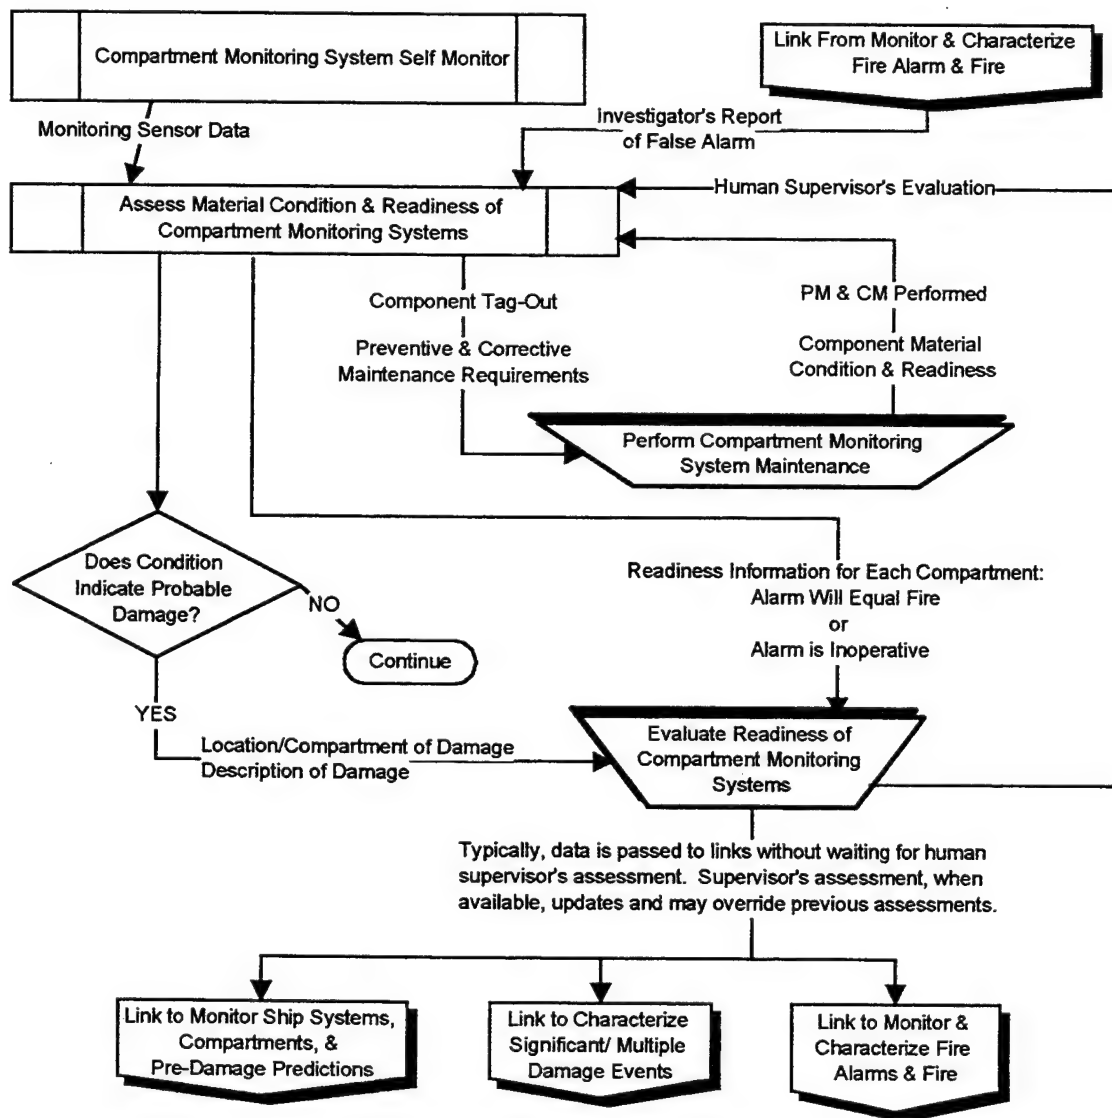 Compartment Monitoring System Self Monitor
Link From Monitor & Characterize
Fire Alarm & Fire
Monitoring Sensor Data
Investigator's Report
of False Alarm
Human Supervisor's Evaluation
Assess Material Condition & Readiness of
Compartment Monitoring Systems
Component Tag-Out
Preventive & Corrective
Maintenance Requirements
PM & CM Performed
Component Material
Condition & Readiness
Perform Compartment Monitoring
System Maintenance
Does Condition
Indicate Probable
Damage?
NO
Continue
Readiness Information for Each Compartment:
Alarm Will Equal Fire
or
Alarm is Inoperative
YES
Location/Compartment of Damage
Description of Damage
Evaluate Readiness of
Compartment Monitoring
Systems
Typically, data is passed to links without waiting for human
supervisor's assessment. Supervisor's assessment, when
available, updates and may override previous assessments.
Link to Monitor Ship Systems,
Compartments, &
Pre-Damage Predictions
Link to Characterize
Significant/ Multiple
Damage Events
Link to Monitor &
Characterize Fire
Alarms & Fire